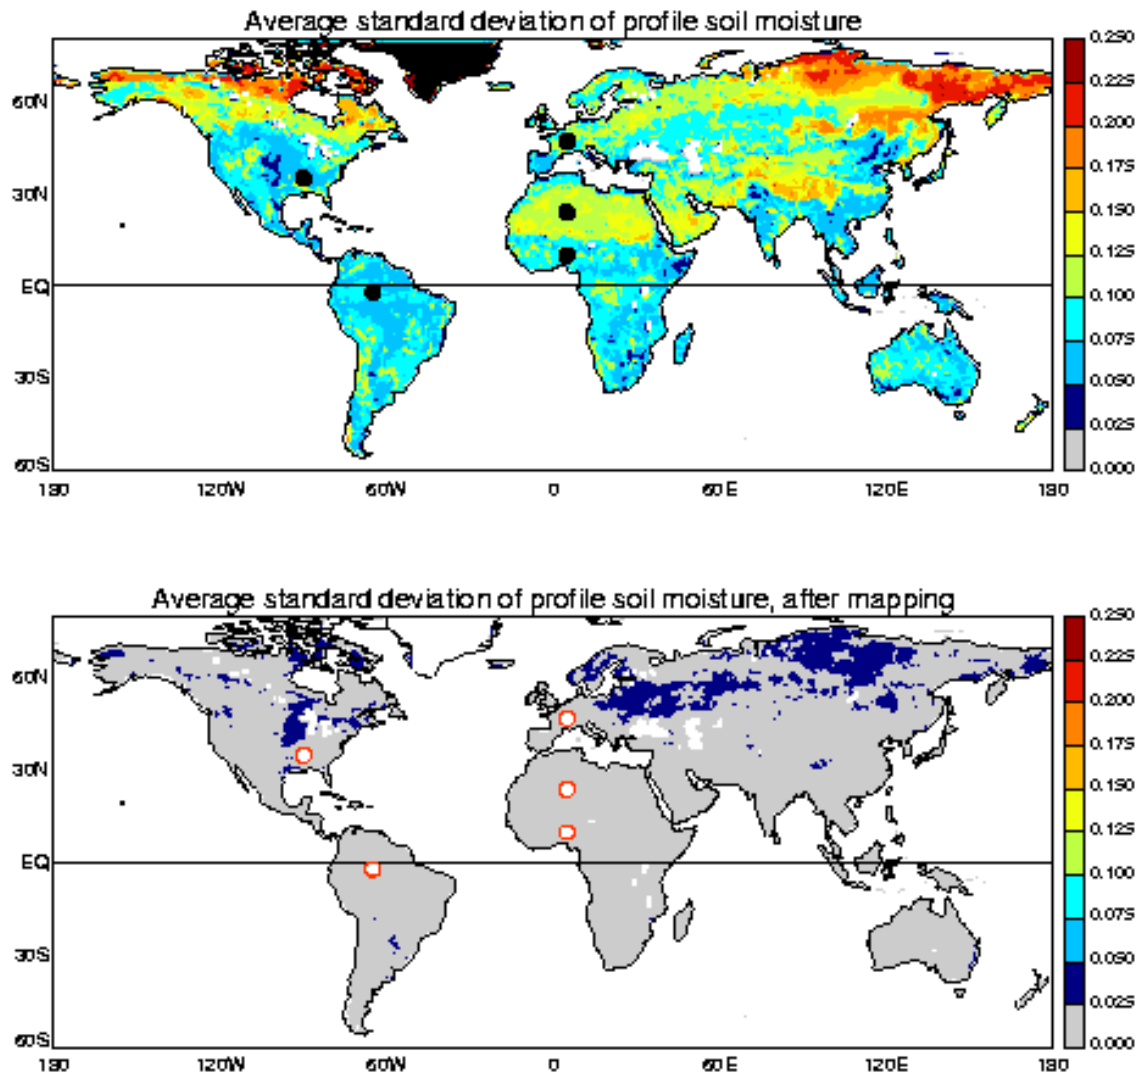 Average standard deviation of profile soil moisture
60N
30N
EQ
30S
60S
180
120W
60W
0
60E
120E
180
0.250
0.225
0.200
0.175
0.150
0.125
0.100
0.075
0.050
0.025
0.000
Average standard deviation of profile soil moisture, after mapping
60N
30N
EQ
30S
60S
180
120W
60W
0
60E
120E
180
0.250
0.225
0.200
0.175
0.150
0.125
0.100
0.075
0.050
0.025
0.000